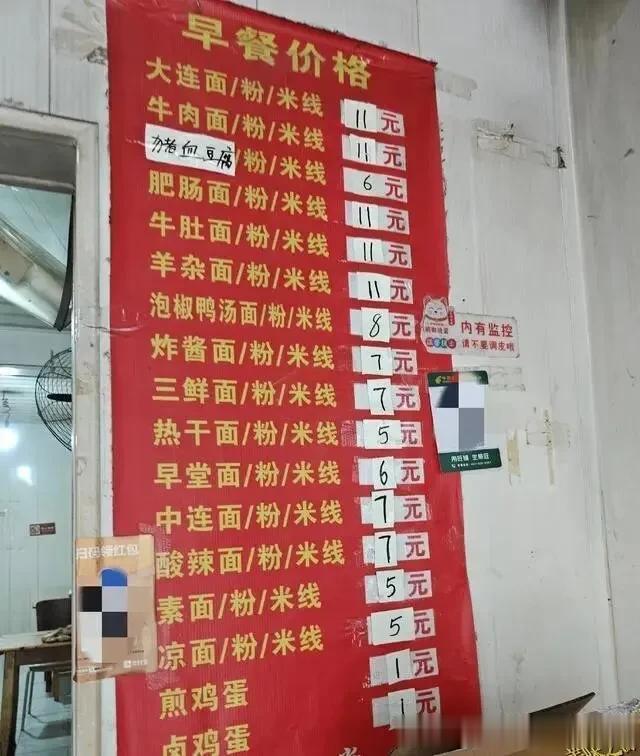 早餐价格
大连面/粉/米线 11元
牛肉面/粉/米线 11元
猪血豆腐/粉/米线 6元
肥肠面/粉/米线 11元
牛肚面/粉/米线 11元
羊杂面/粉/米线 11元
泡椒鸭汤面/粉/米线 8元
炸酱面/粉/米线 7元
三鲜面/粉/米线 7元
热干面/粉/米线 5元
早堂面/粉/米线 6元
中连面/粉/米线 7元
酸辣面/粉/米线 7元
素面/粉/米线 5元
凉面/粉/米线 5元
煎鸡蛋 1元
卤鸡蛋 1元
内有监控
请不要调皮哦
扫码领红包